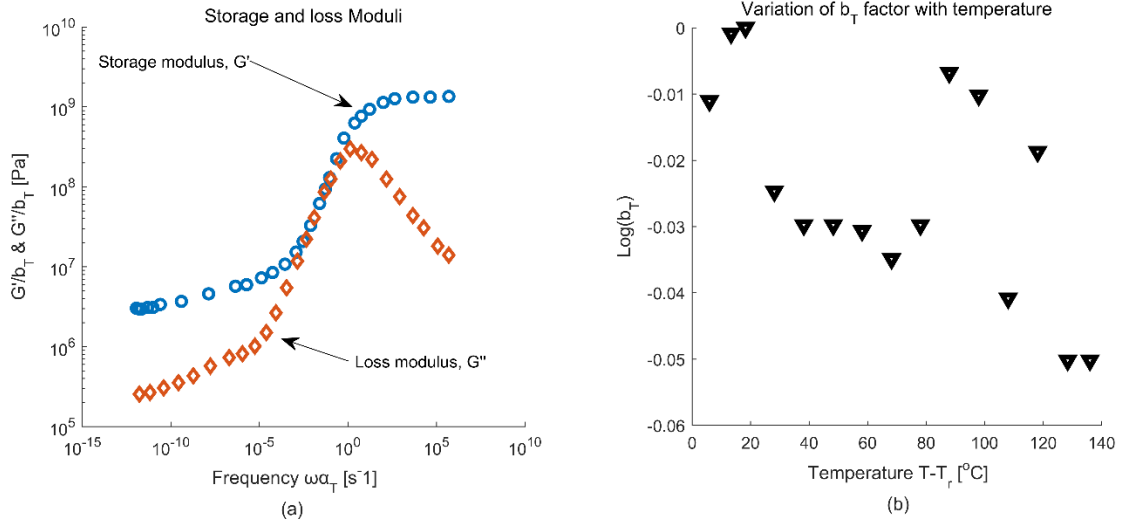 Storage and loss Moduli
10^10
10^9
10^8
10^7
10^6
10^5
G'/b_T & G''/b_T [Pa]
Storage modulus, G'
Loss modulus, G''
10^-15
10^-10
10^-5
10^0
10^5
10^10
Frequency ωα_T [s^-1]
(a)
Variation of b_T factor with temperature
0
-0.01
-0.02
-0.03
-0.04
-0.05
-0.06
Log(b_T)
0
20
40
60
80
100
120
140
Temperature T-T_r [°C]
(b)